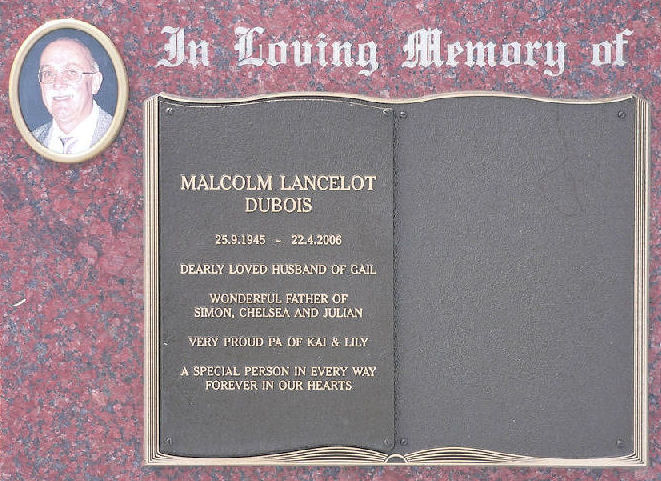 In Loving Memory of
MALCOLM LANCELOT
DUBOIS
25.9.1945 - 22.4.2006
DEARLY LOVED HUSBAND OF GAIL
WONDERFUL FATHER OF
SIMON, CHELSEA AND JULIAN
VERY PROUD PA OF KAI & LILY
A SPECIAL PERSON IN EVERY WAY
FOREVER IN OUR HEARTS